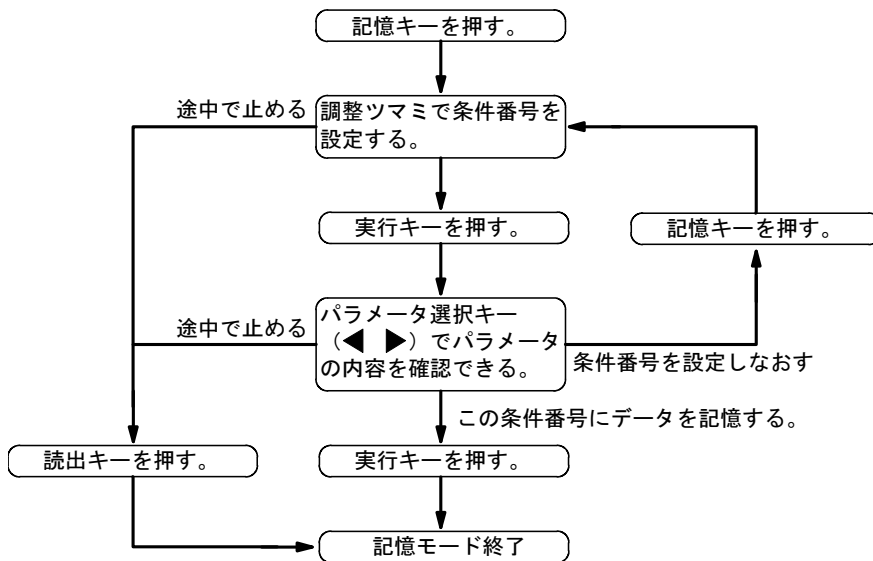 記憶キーを押す。
途中で止める
調整ツマミで条件番号を
設定する。
実行キーを押す。
記憶キーを押す。
途中で止める
パラメータ選択キー
（◀ ▶）でパラメータ
の内容を確認できる。
条件番号を設定しなおす
この条件番号にデータを記憶する。
読出キーを押す。
実行キーを押す。
記憶モード終了